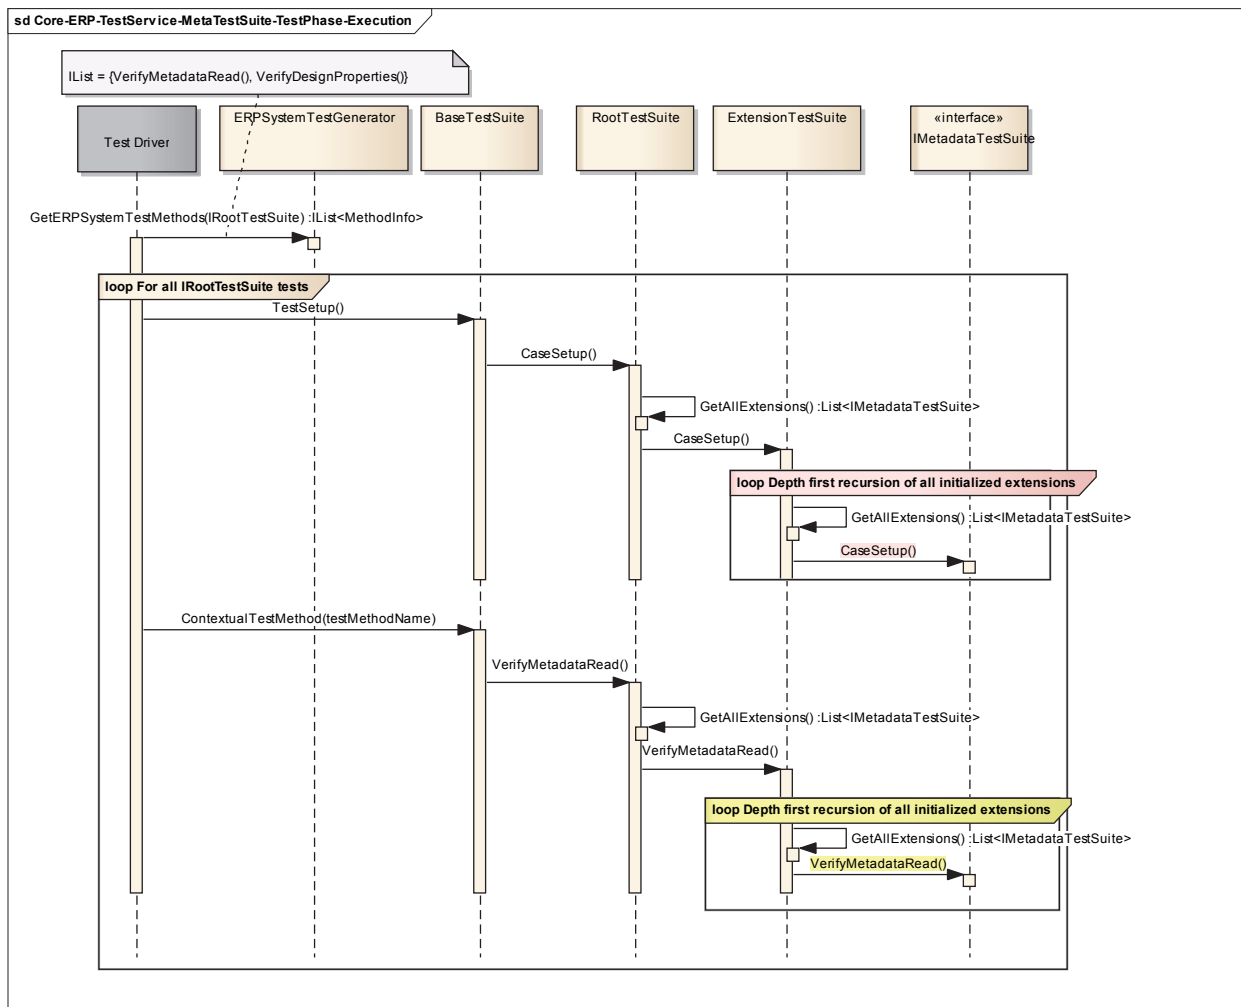 sd Core-ERP-TestService-MetaTestSuite-TestPhase-Execution
IList = {VerifyMetadataRead(), VerifyDesignProperties()}
Test Driver
ERPSystemTestGenerator
BaseTestSuite
RootTestSuite
ExtensionTestSuite
«interface»
IMetadataTestSuite
GetERPSystemTestMethods(IRootTestSuite) :IList<MethodInfo>
loop For all IRootTestSuite tests
TestSetup()
CaseSetup()
GetAllExtensions() :List<IMetadataTestSuite>
CaseSetup()
loop Depth first recursion of all initialized extensions
GetAllExtensions() :List<IMetadataTestSuite>
CaseSetup()
ContextualTestMethod(testMethodName)
VerifyMetadataRead()
GetAllExtensions() :List<IMetadataTestSuite>
VerifyMetadataRead()
loop Depth first recursion of all initialized extensions
GetAllExtensions() :List<IMetadataTestSuite>
VerifyMetadataRead()